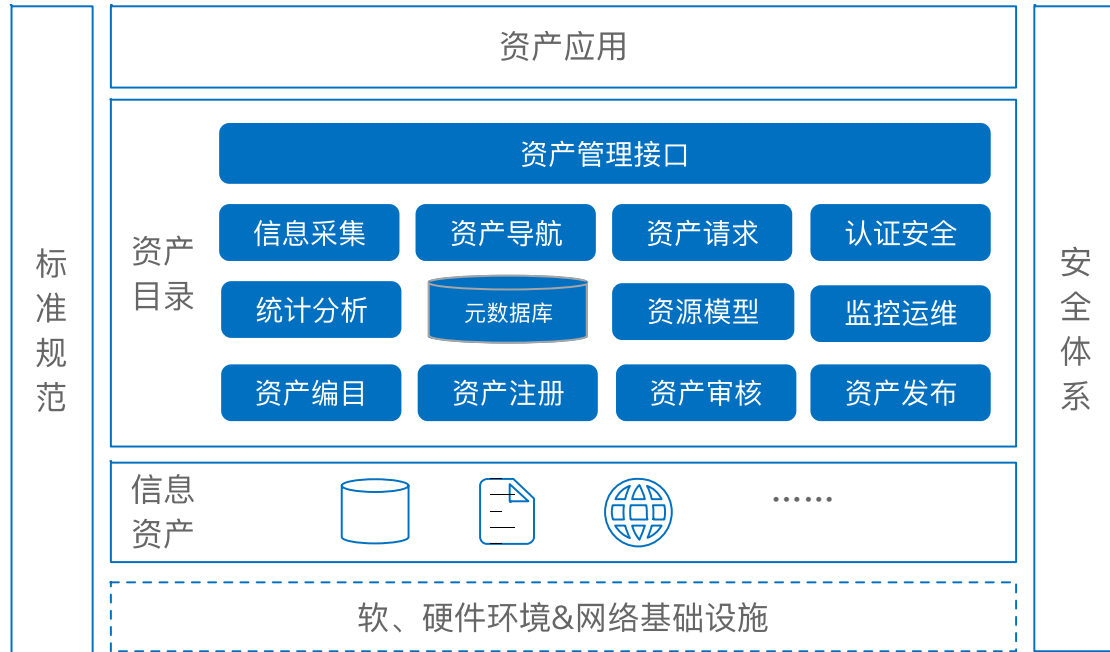 资产应用
标
准
规
范
资产
目录
资产管理接口
信息采集
资产导航
资产请求
认证安全
统计分析
元数据库
资源模型
监控运维
资产编目
资产注册
资产审核
资产发布
安
全
体
系
信息
资产
……
软、硬件环境&网络基础设施